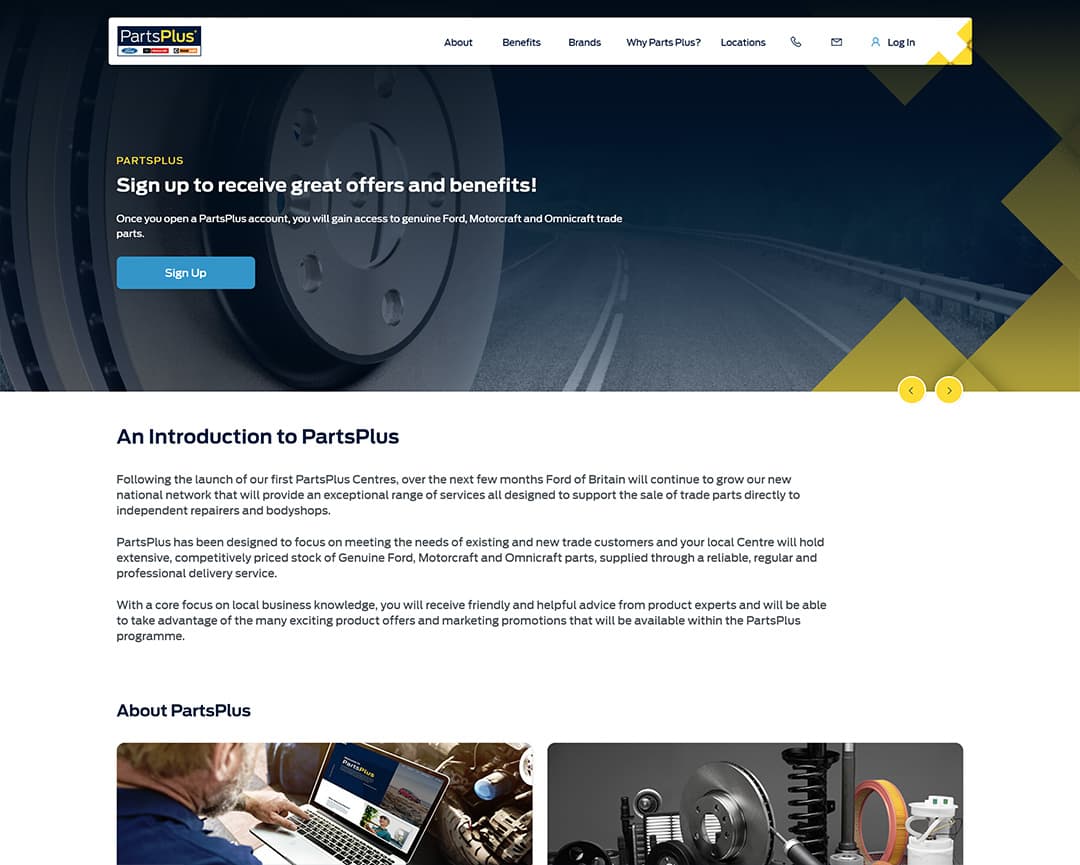 PartsPlus
Ford
About
Benefits
Brands
Why Parts Plus?
Locations
Log In
PARTSPLUS
Sign up to receive great offers and benefits!
Once you open a PartsPlus account, you will gain access to genuine Ford, Motorcraft and Omnicraft trade
parts.
Sign Up
An Introduction to PartsPlus
Following the launch of our first PartsPlus Centres, over the next few months Ford of Britain will continue to grow our new
national network that will provide an exceptional range of services all designed to support the sale of trade parts directly to
independent repairers and bodyshops.
PartsPlus has been designed to focus on meeting the needs of existing and new trade customers and your local Centre will hold
extensive, competitively priced stock of Genuine Ford, Motorcraft and Omnicraft parts, supplied through a reliable, regular and
professional delivery service.
With a core focus on local business knowledge, you will receive friendly and helpful advice from product experts and will be able
to take advantage of the many exciting product offers and marketing promotions that will be available within the PartsPlus
programme.
About PartsPlus
PartsPlus